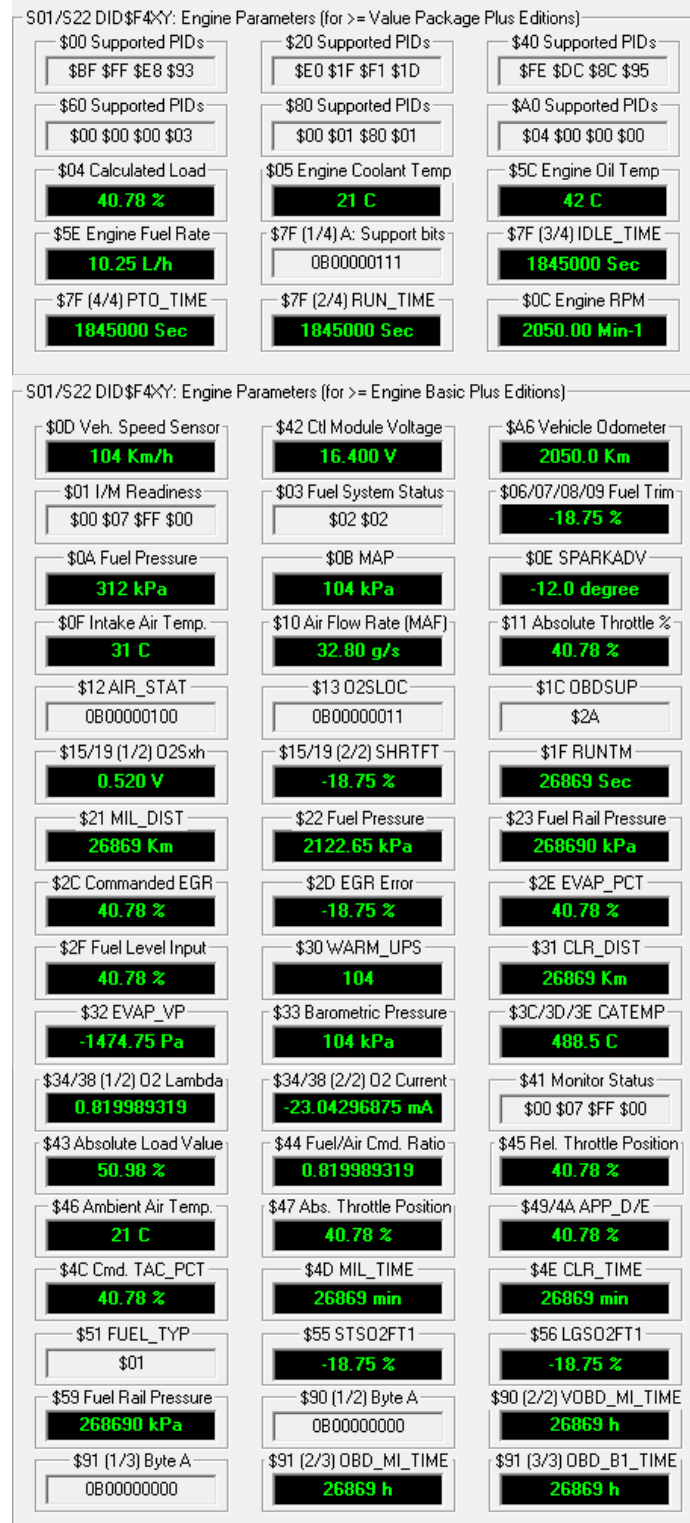 S01/S22 DID$F4XY: Engine Parameters (for >= Value Package Plus Editions)
$00 Supported PIDs $20 Supported PIDs $40 Supported PIDs
$BF $FF $E8 $93 $E0 $1F $F1 $1D $FE $DC $8C $95
$60 Supported PIDs $80 Supported PIDs $A0 Supported PIDs
$00 $00 $00 $03 $00 $01 $80 $01 $04 $00 $00 $00
$04 Calculated Load $05 Engine Coolant Temp $5C Engine Oil Temp
40.78 % 21 C 42 C
$5E Engine Fuel Rate $7F (1/4) A: Support bits $7F (3/4) IDLE_TIME
10.25 L/h 0B00000111 1845000 Sec
$7F (4/4) PTO_TIME $7F (2/4) RUN_TIME $0C Engine RPM
1845000 Sec 1845000 Sec 2050.00 Min-1
S01/S22 DID$F4XY: Engine Parameters (for >= Engine Basic Plus Editions)
$0D Veh. Speed Sensor $42 Ctl Module Voltage $A6 Vehicle Odometer
104 Km/h 16.400 V 2050.0 Km
$01 I/M Readiness $03 Fuel System Status $06/07/08/09 Fuel Trim
$00 $07 $FF $00 $02 $02 -18.75 %
$0A Fuel Pressure $0B MAP $0E SPARKADV
312 kPa 104 kPa -12.0 degree
$0F Intake Air Temp. $10 Air Flow Rate (MAF) $11 Absolute Throttle %
31 C 32.80 g/s 40.78 %
$12 AIR_STAT $13 O2SLOC $1C OBDSUP
0B00000100 0B00000011 $2A
$15/19 (1/2) O2Sxh $15/19 (2/2) SHRTFT $1F RUNTM
0.520 V -18.75 % 26869 Sec
$21 MIL_DIST $22 Fuel Pressure $23 Fuel Rail Pressure
26869 Km 2122.65 kPa 268690 kPa
$2C Commanded EGR $2D EGR Error $2E EVAP_PCT
40.78 % -18.75 % 40.78 %
$2F Fuel Level Input $30 WARM_UPS $31 CLR_DIST
40.78 % 104 26869 Km
$32 EVAP_VP $33 Barometric Pressure $3C/3D/3E CATEMP
-1474.75 Pa 104 kPa 488.5 C
$34/38 (1/2) O2 Lambda $34/38 (2/2) O2 Current $41 Monitor Status
0.819989319 -23.04296875 mA $00 $07 $FF $00
$43 Absolute Load Value $44 Fuel/Air Cmd. Ratio $45 Rel. Throttle Position
50.98 % 0.819989319 40.78 %
$46 Ambient Air Temp. $47 Abs. Throttle Position $49/4A APP_D/E
21 C 40.78 % 40.78 %
$4C Cmd. TAC_PCT $4D MIL_TIME $4E CLR_TIME
40.78 % 26869 min 26869 min
$51 FUEL_TYP $55 STSO2FT1 $56 LGSO2FT1
$01 -18.75 % -18.75 %
$59 Fuel Rail Pressure $90 (1/2) Byte A $90 (2/2) VOBD_MI_TIME
268690 kPa 0B00000000 26869 h
$91 (1/3) Byte A $91 (2/3) OBD_MI_TIME $91 (3/3) OBD_B1_TIME
0B00000000 26869 h 26869 h